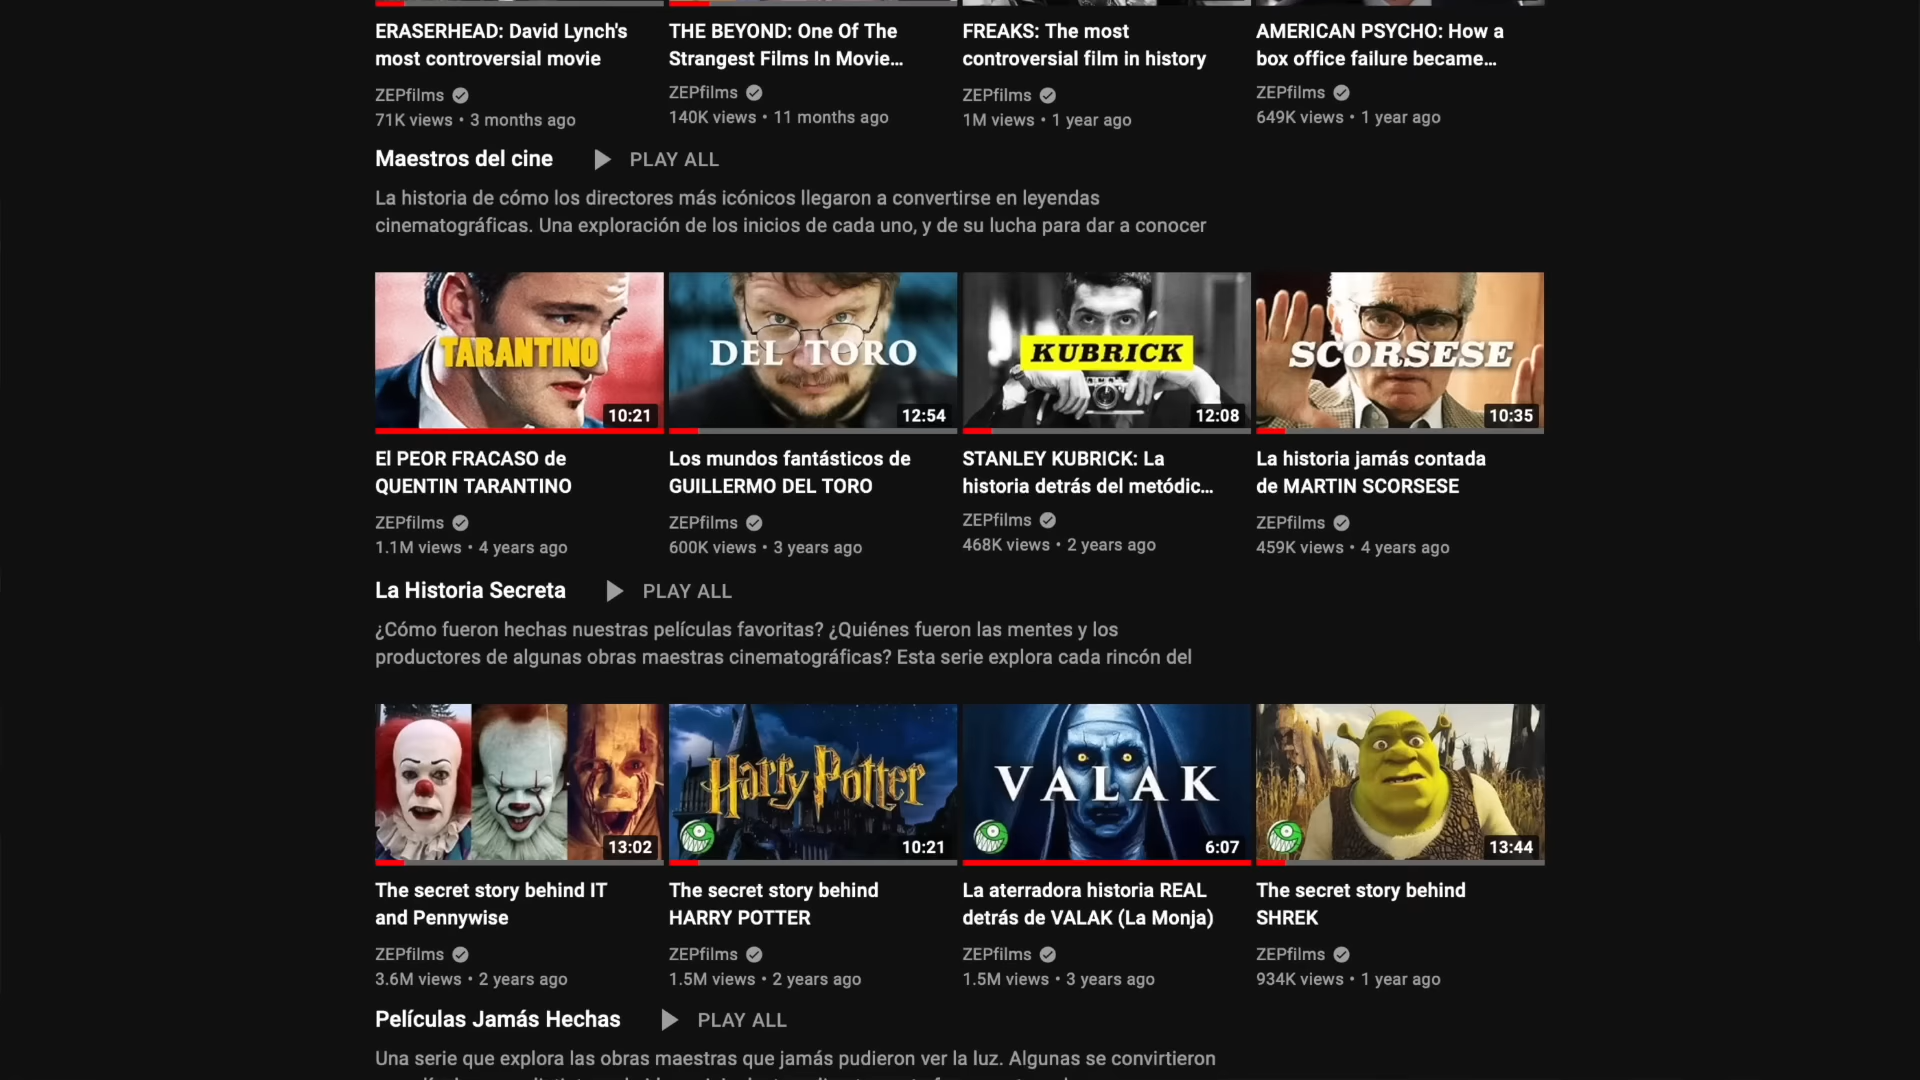 ERASERHEAD: David Lynch's
most controversial movie
ZEPfilms
71K views • 3 months ago
THE BEYOND: One Of The
Strangest Films In Movie...
ZEPfilms
140K views • 11 months ago
FREAKS: The most
controversial film in history
ZEPfilms
1M views • 1 year ago
AMERICAN PSYCHO: How a
box office failure became...
ZEPfilms
649K views • 1 year ago
Maestros del cine PLAY ALL
La historia de cómo los directores más icónicos llegaron a convertirse en leyendas
cinematográficas. Una exploración de los inicios de cada uno, y de su lucha para dar a conocer
TARANTINO
10:21
El PEOR FRACASO de
QUENTIN TARANTINO
ZEPfilms
1.1M views • 4 years ago
DEL TORO
12:54
Los mundos fantásticos de
GUILLERMO DEL TORO
ZEPfilms
600K views • 3 years ago
KUBRICK
12:08
STANLEY KUBRICK: La
historia detrás del metódic...
ZEPfilms
468K views • 2 years ago
SCORSESE
10:35
La historia jamás contada
de MARTIN SCORSESE
ZEPfilms
459K views • 4 years ago
La Historia Secreta PLAY ALL
¿Cómo fueron hechas nuestras películas favoritas? ¿Quiénes fueron las mentes y los
productores de algunas obras maestras cinematográficas? Esta serie explora cada rincón del
13:02
The secret story behind IT
and Pennywise
ZEPfilms
3.6M views • 2 years ago
Harry Potter
10:21
The secret story behind
HARRY POTTER
ZEPfilms
1.5M views • 2 years ago
VALAK
6:07
La aterradora historia REAL
detrás de VALAK (La Monja)
ZEPfilms
1.5M views • 3 years ago
13:44
The secret story behind
SHREK
ZEPfilms
934K views • 1 year ago
Películas Jamás Hechas PLAY ALL
Una serie que explora las obras maestras que jamás pudieron ver la luz. Algunas se convirtieron